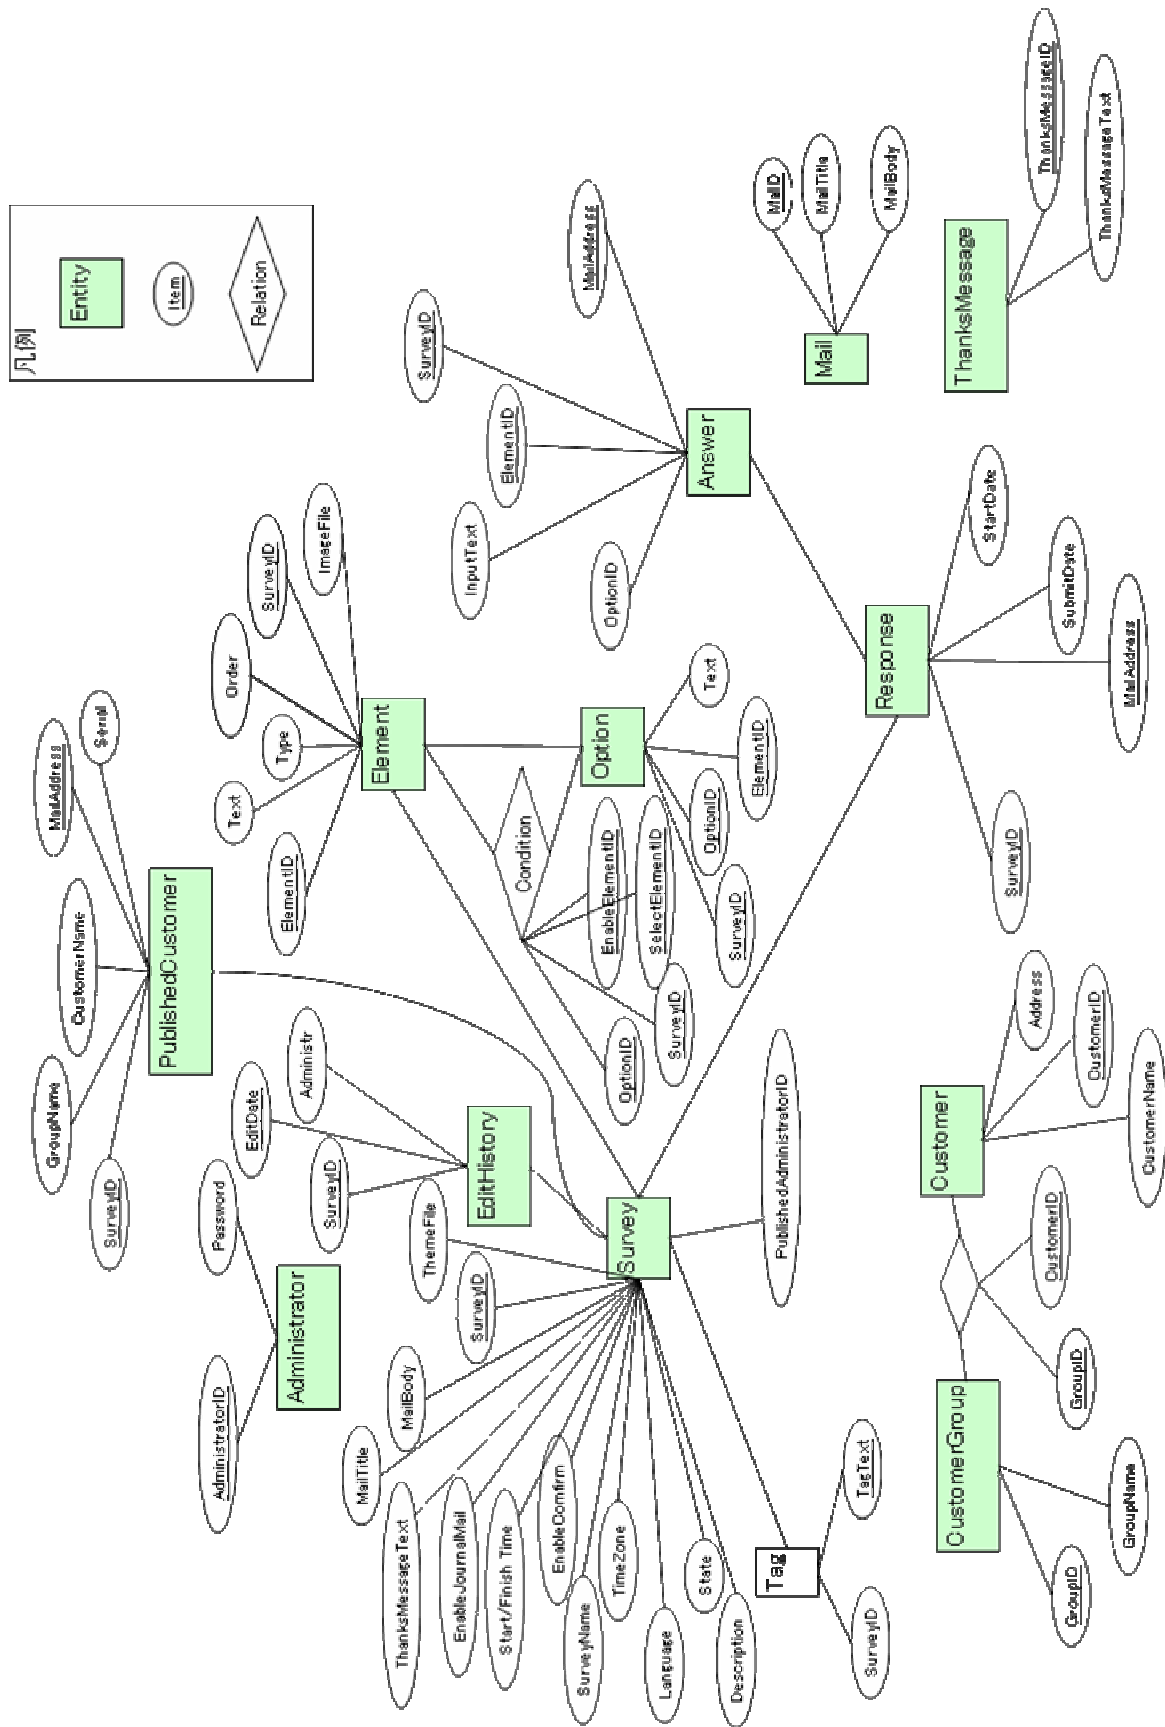 凡例
Entity
Item
Relation
PublishedCustomer
SurveyID
GroupName
CustomerName
MailAddress
Serial
Administrator
AdministratorID
Password
EditHistory
SurveyID
EditDate
Administr
Element
ElementID
Text
Type
Order
SurveyID
ImageFile
Condition
OptionID
SurveyID
EnableElementID
SelectElementID
Option
SurveyID
OptionID
ElementID
Text
Answer
OptionID
InputText
ElementID
SurveyID
MailAddress
Survey
ThemeFile
SurveyID
MailBody
MailTitle
ThanksMessageText
EnableJournalMail
Start/Finish Time
EnableComfirm
SurveyName
TimeZone
Language
State
Description
PublishedAdministratorID
Tag
SurveyID
TagText
Response
SurveyID
MailAddress
SubmitDate
StartDate
Mail
MailID
MailTitle
MailBody
ThanksMessage
ThanksMessageID
ThanksMessageText
CustomerGroup
GroupID
GroupName
GroupID
CustomerID
Customer
Address
CustomerID
CustomerName